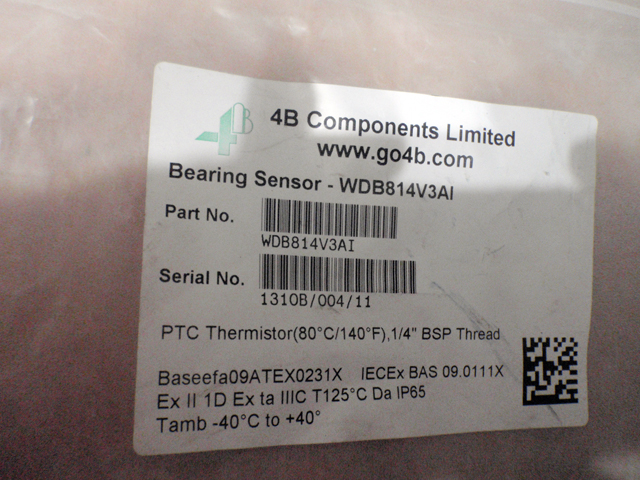 4B
4B Components Limited
www.go4b.com
Bearing Sensor - WDB814V3AI
Part No.
WDB814V3AI
Serial No.
1310B/004/11
PTC Thermistor(80°C/140°F),1/4" BSP Thread
Baseefa09ATEX0231X IECEx BAS 09.0111X
Ex II 1D Ex ta IIIC T125°C Da IP65
Tamb -40°C to +40°